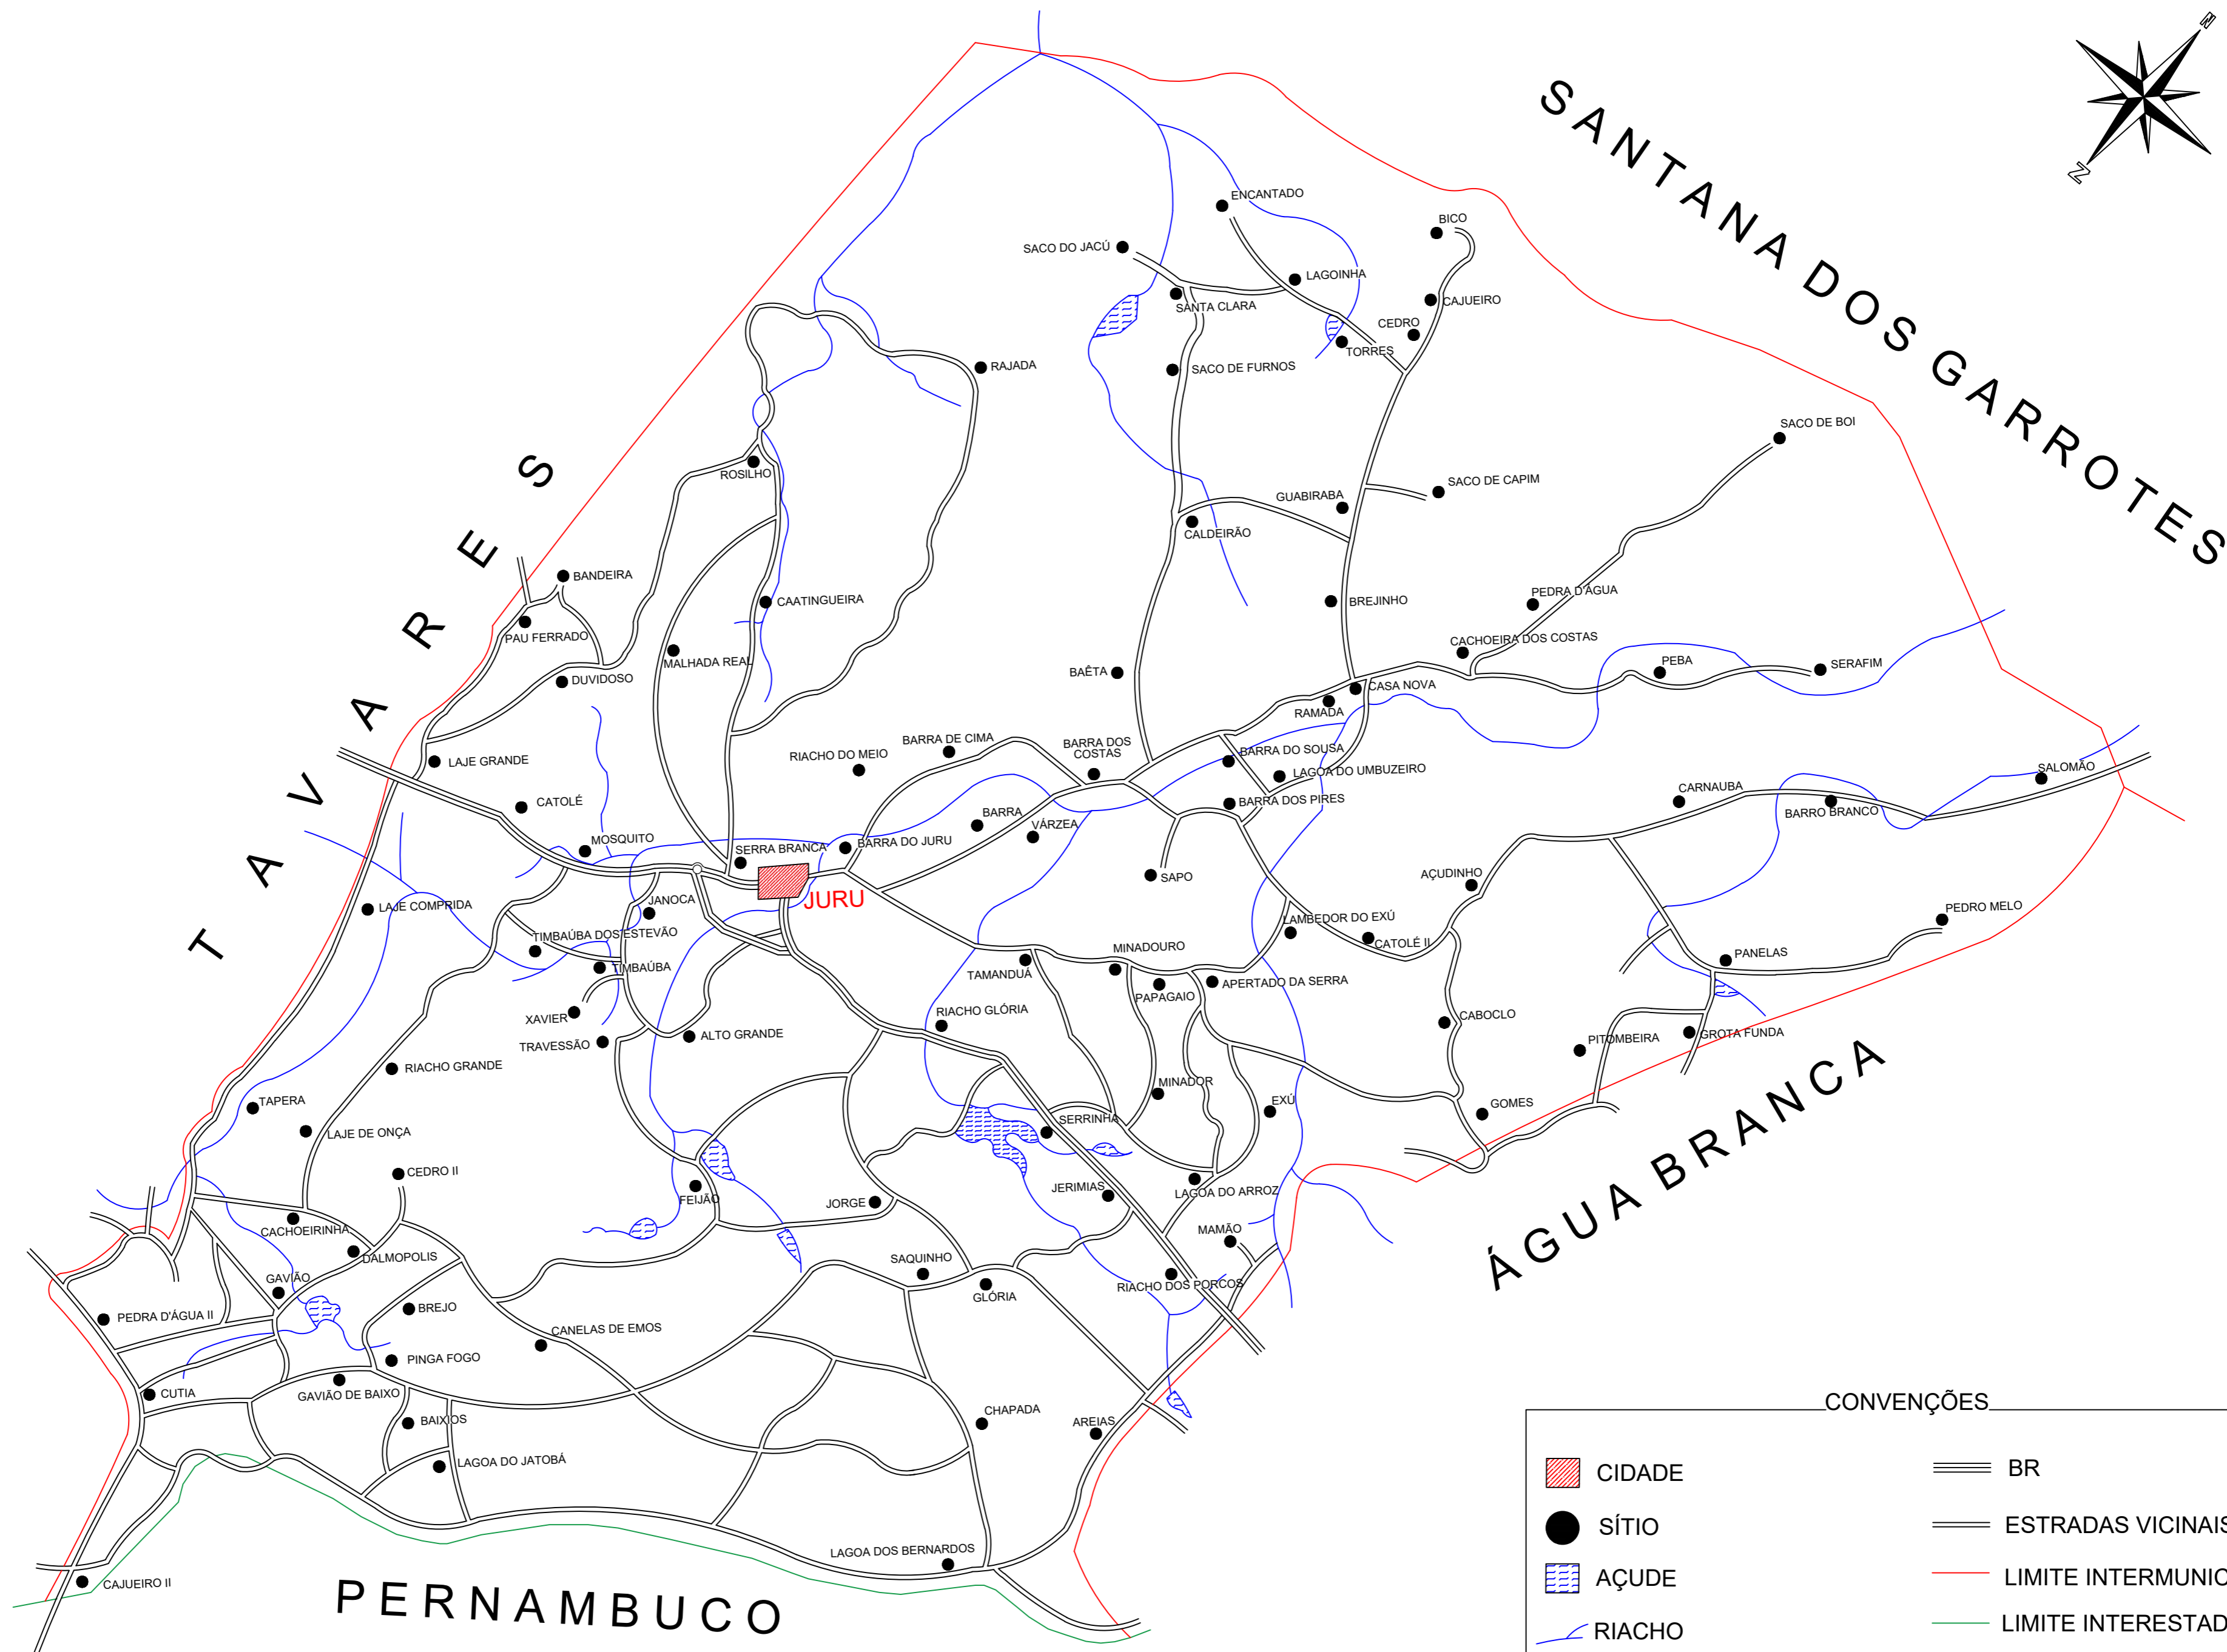 N
N
SANTANA DOS GARROTES
TAVARES
ÁGUA BRANCA
PERNAMBUCO
ENCANTADO
BICO
SACO DO JACÚ
LAGOINHA
SANTA CLARA
CAJUEIRO
CEDRO
TORRES
RAJADA
SACO DE FURNOS
SACO DE BOI
ROSILHO
SACO DE CAPIM
GUABIRABA
CALDEIRÃO
BANDEIRA
PAU FERRADO
CAATINGUEIRA
BREJINHO
PEDRA D'ÁGUA
CACHOEIRA DOS COSTAS
MALHADA REAL
DUVIDOSO
BAÊTA
PEBA
SERAFIM
CASA NOVA
RAMADA
LAJE GRANDE
RIACHO DO MEIO
BARRA DE CIMA
BARRA DOS
COSTAS
BARRA DO SOUSA
LAGOA DO UMBUZEIRO
SALOMÃO
CATOLÉ
BARRA DOS PIRES
CARNAUBA
BARRO BRANCO
MOSQUITO
SERRA BRANCA
BARRA DO JURU
BARRA
VÁRZEA
JURU
SAPO
AÇUDINHO
LAJE COMPRIDA
JANOCA
LAMBEDOR DO EXÚ
CATOLÉ II
PEDRO MELO
TIMBAÚBA DOS ESTEVÃO
TIMBAÚBA
TAMANDUÁ
MINADOURO
PAPAGAIO
APERTADO DA SERRA
PANELAS
XAVIER
TRAVESSÃO
ALTO GRANDE
RIACHO GLÓRIA
CABOCLO
PITOMBEIRA
GROTA FUNDA
RIACHO GRANDE
TAPERA
LAJE DE ONÇA
MINADOR
EXÚ
GOMES
SERRINHA
CEDRO II
FEIJÃO
JORGE
JERIMIAS
LAGOA DO ARROZ
CACHOEIRINHA
DALMOPOLIS
MAMÃO
GAVIÃO
SAQUINHO
GLÓRIA
RIACHO DOS PORCOS
PEDRA D'ÁGUA II
BREJO
CANELAS DE EMOS
PINGA FOGO
CUTIA
GAVIÃO DE BAIXO
BAIXIOS
CHAPADA
AREIAS
LAGOA DO JATOBÁ
LAGOA DOS BERNARDOS
CAJUEIRO II
CONVENÇÕES
CIDADE
SÍTIO
AÇUDE
RIACHO
BR
ESTRADAS VICINAIS
LIMITE INTERMUNIC
LIMITE INTERESTAD